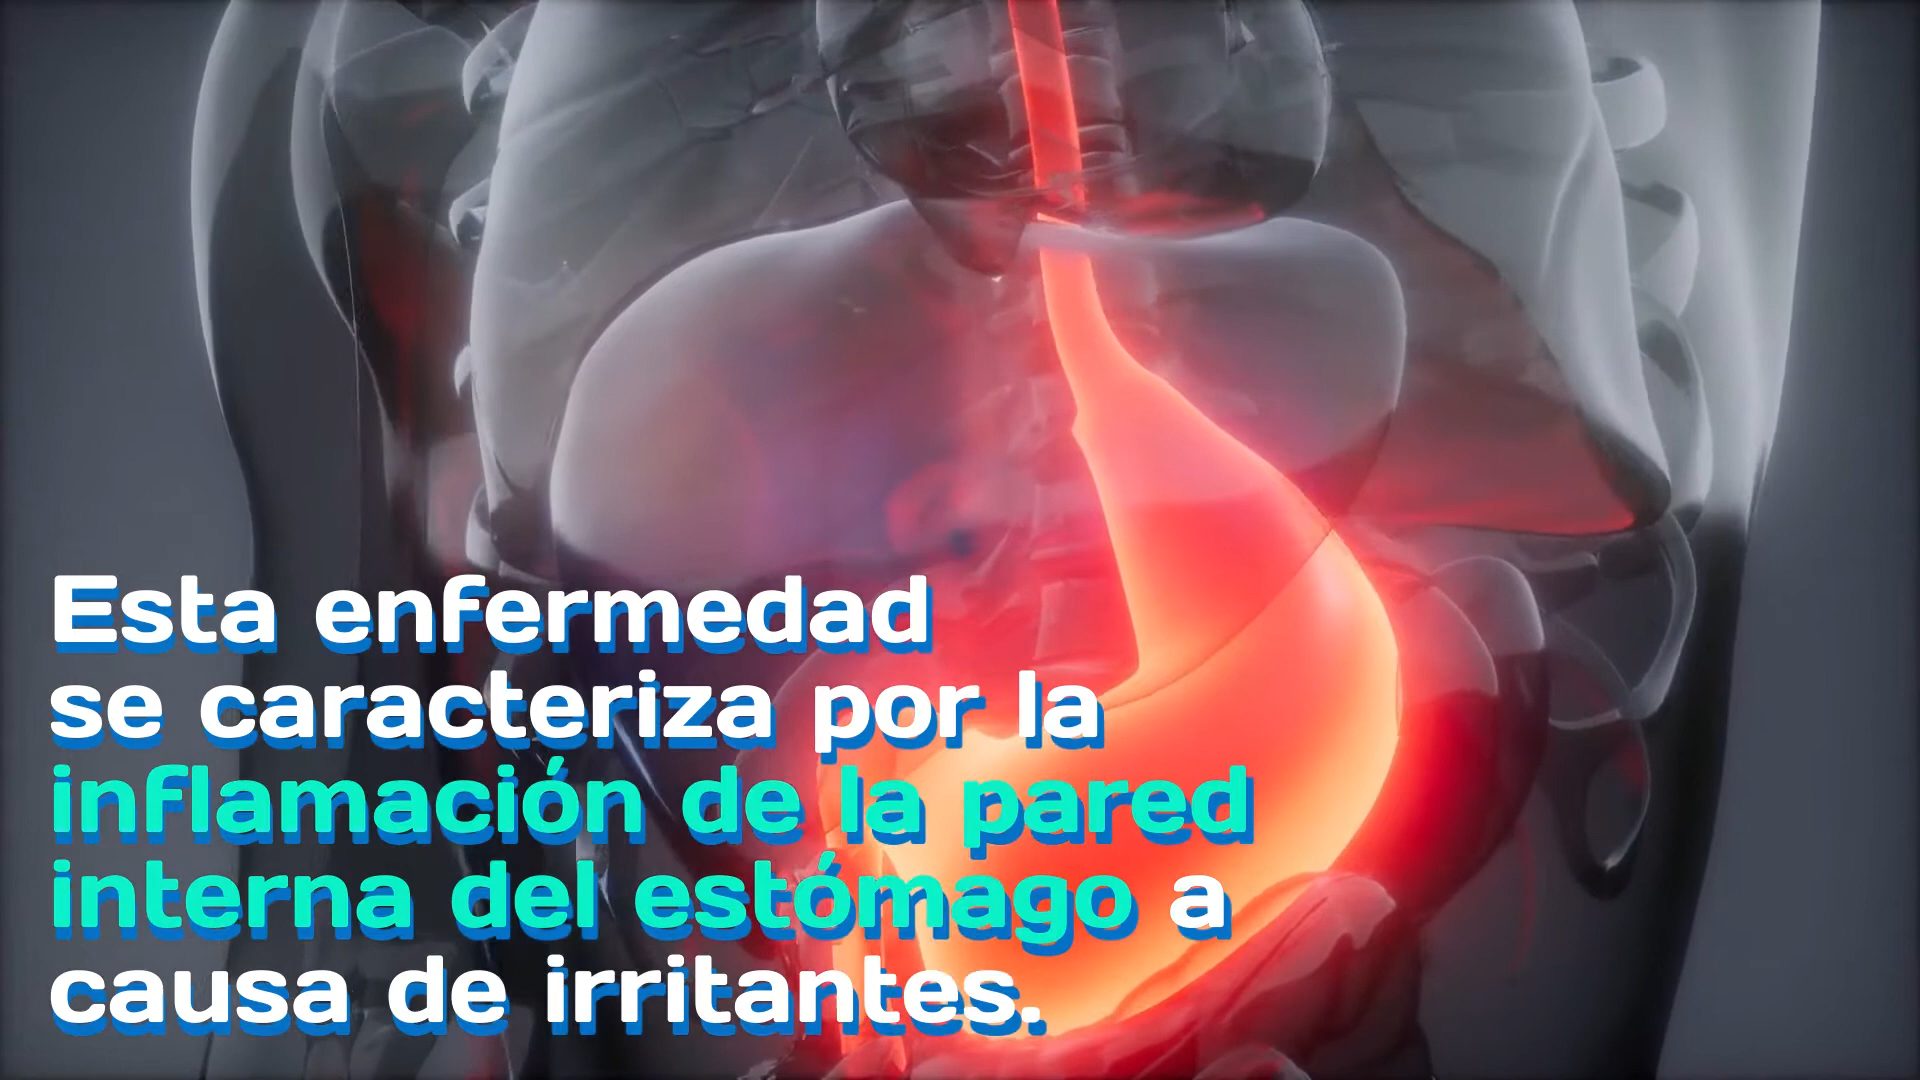 Esta enfermedad
se caracteriza por la
inflamación de la pared
interna del estómago a
causa de irritantes.